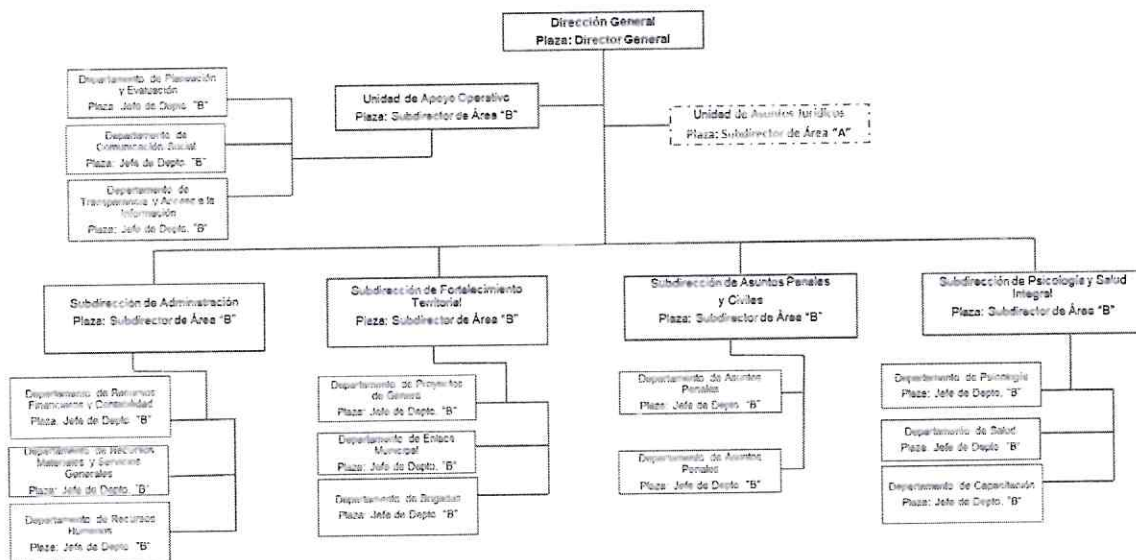 Dirección General
Plaza: Director General
Departamento de Planeación
y Evaluación
Plaza: Jefe de Depto. "B"
Departamento de
Comunicación Social
Plaza: Jefe de Depto. "B"
Departamento de
Transparencia y Acceso a la
Información
Plaza: Jefe de Depto. "B"
Unidad de Apoyo Operativo
Plaza: Subdirector de Área "B"
Unidad de Asuntos Jurídicos
Plaza: Subdirector de Área "A"
Subdirección de Administración
Plaza: Subdirector de Área "B"
Departamento de Recursos
Financieros y Contabilidad
Plaza: Jefe de Depto. "B"
Departamento de Recursos
Materiales y Servicios
Generales
Plaza: Jefe de Depto. "B"
Departamento de Recursos
Humanos
Plaza: Jefe de Depto. "B"
Subdirección de Fortalecimiento
Territorial
Plaza: Subdirector de Área "B"
Departamento de Proyectos
de Género
Plaza: Jefe de Depto. "B"
Departamento de Enlace
Municipal
Plaza: Jefe de Depto. "B"
Departamento de Brigadas
Plaza: Jefe de Depto. "B"
Subdirección de Asuntos Penales
y Civiles
Plaza: Subdirector de Área "B"
Departamento de Asuntos
Penales
Plaza: Jefe de Depto "B"
Departamento de Asuntos
Penales
Plaza: Jefe de Depto "B"
Subdirección de Psicología y Salud
Integral
Plaza: Subdirector de Área "B"
Departamento de Psicología
Plaza: Jefe de Depto. "B"
Departamento de Salud
Plaza: Jefe de Depto. "B"
Departamento de Capacitación
Plaza: Jefe de Depto. "B"